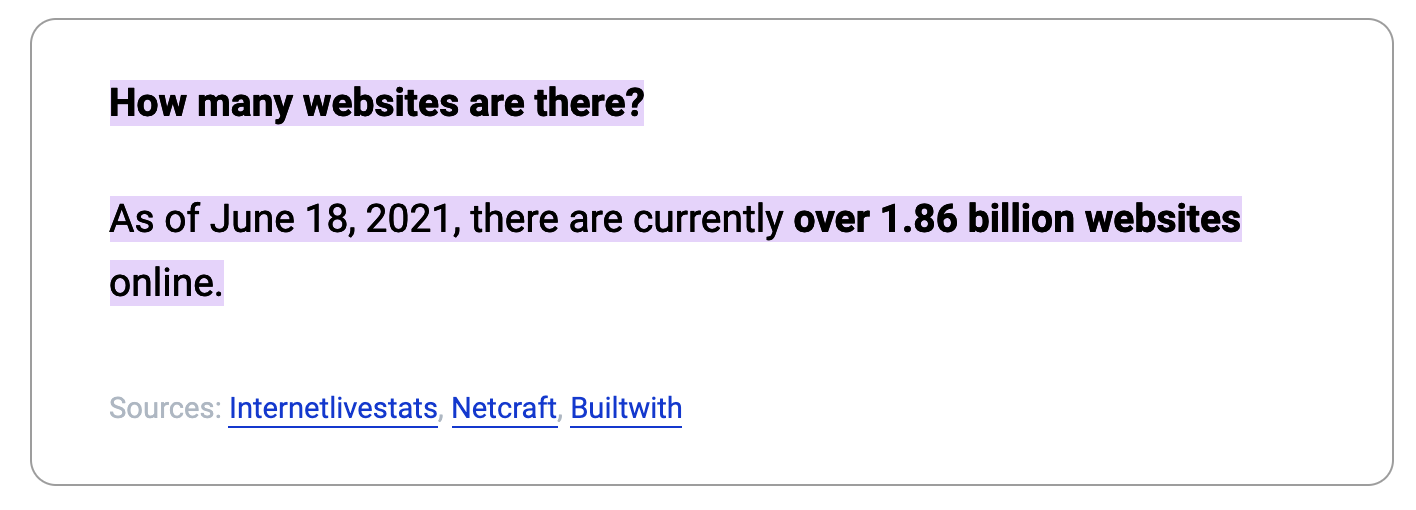 How many websites are there?
As of June 18, 2021, there are currently over 1.86 billion websites
online.
Sources: Internetlivestats, Netcraft, Builtwith